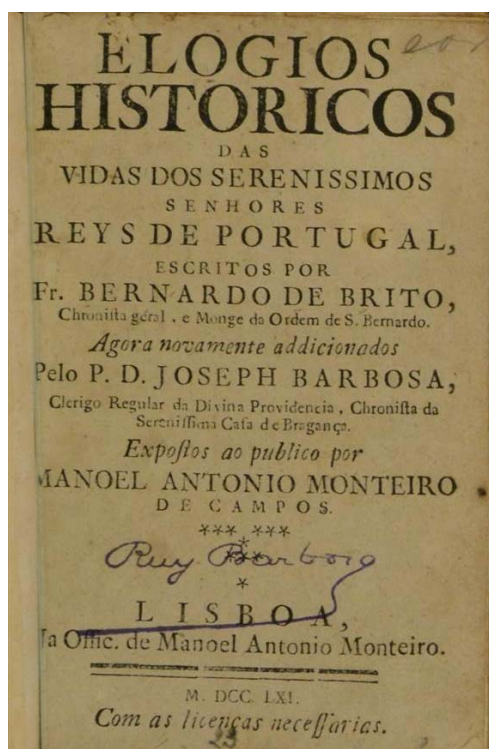 ELOGIOS
HISTORICOS
DAS
VIDAS DOS SERENISSIMOS
SENHORES
REYS DE PORTUGAL,
ESCRITOS POR
Fr. BERNARDO DE BRITO,
Chroniſta géral, e Monge da Ordem de S. Bernardo.
Agora novamente addicionados
Pelo P. D. JOSEPH BARBOSA,
Clerigo Regular da Divina Providencia, Chroniſta da
Sereniſſima Caſa de Bragança.
Expoſtos ao publico por
MANOEL ANTONIO MONTEIRO
DE CAMPOS.
*** ***
Ruy Barbosa
LISBOA,
Na Offic. de Manoel Antonio Monteiro.
M. DCC. LXI.
Com as licenças neceſſarias.